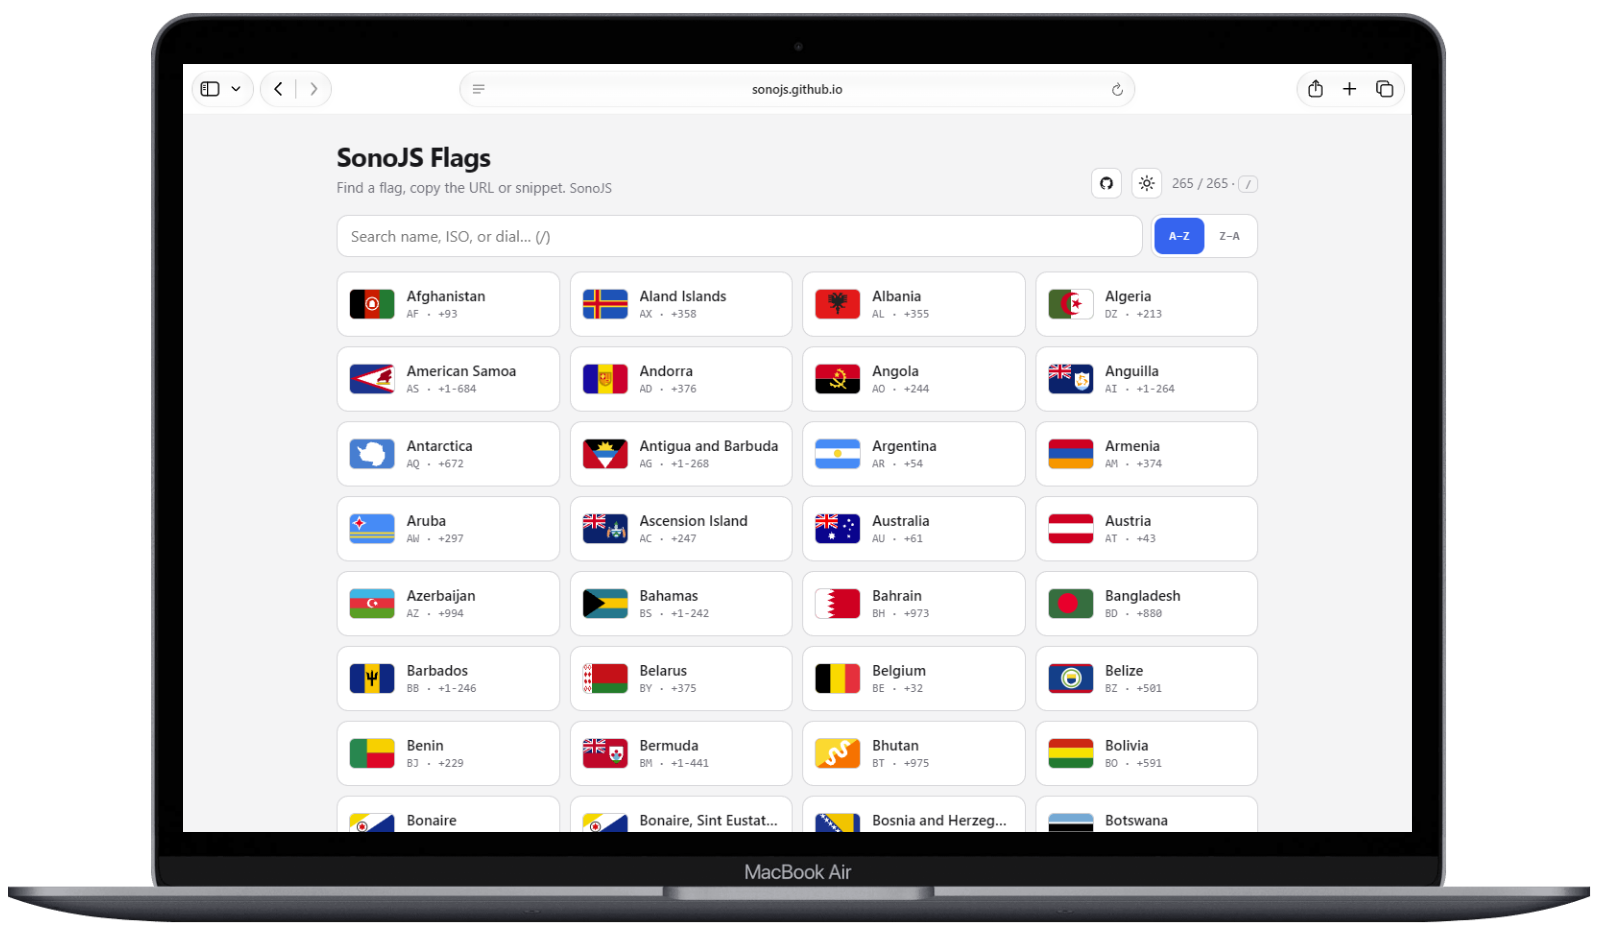 sonojs.github.io
SonoJS Flags
Find a flag, copy the URL or snippet. SonoJS
265 / 265 · /
Search name, ISO, or dial... (/)
A–Z
Z–A
Afghanistan
AF · +93
Aland Islands
AX · +358
Albania
AL · +355
Algeria
DZ · +213
American Samoa
AS · +1-684
Andorra
AD · +376
Angola
AO · +244
Anguilla
AI · +1-264
Antarctica
AQ · +672
Antigua and Barbuda
AG · +1-268
Argentina
AR · +54
Armenia
AM · +374
Aruba
AW · +297
Ascension Island
AC · +247
Australia
AU · +61
Austria
AT · +43
Azerbaijan
AZ · +994
Bahamas
BS · +1-242
Bahrain
BH · +973
Bangladesh
BD · +880
Barbados
BB · +1-246
Belarus
BY · +375
Belgium
BE · +32
Belize
BZ · +501
Benin
BJ · +229
Bermuda
BM · +1-441
Bhutan
BT · +975
Bolivia
BO · +591
Bonaire
Bonaire, Sint Eustat...
Bosnia and Herzeg...
Botswana
MacBook Air